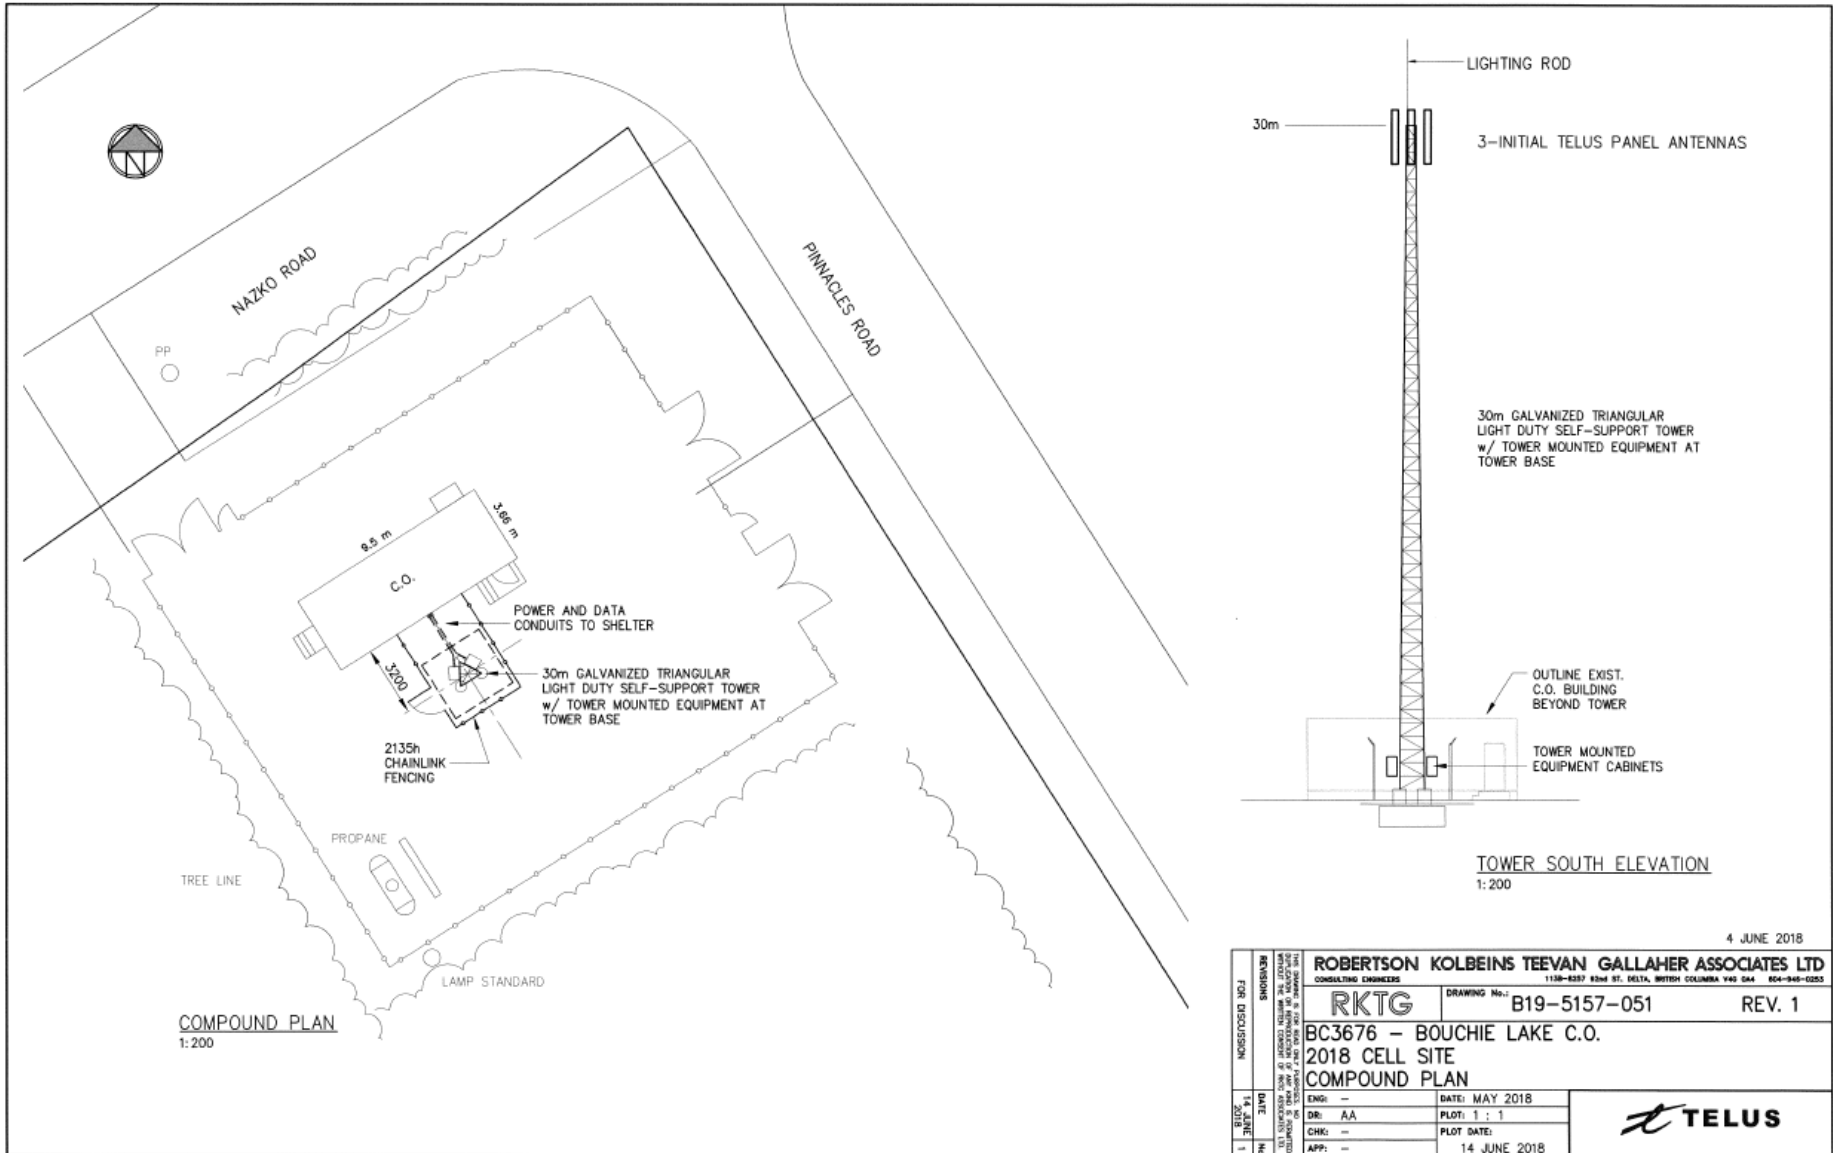 NAZKO ROAD
PP
PINNACLES ROAD
9.5 m
3.66 m
C.O.
POWER AND DATA
CONDUITS TO SHELTER
3200
30m GALVANIZED TRIANGULAR
LIGHT DUTY SELF-SUPPORT TOWER
w/ TOWER MOUNTED EQUIPMENT AT
TOWER BASE
2135h
CHAINLINK
FENCING
PROPANE
TREE LINE
LAMP STANDARD
COMPOUND PLAN
1:200
LIGHTING ROD
30m
3-INITIAL TELUS PANEL ANTENNAS
30m GALVANIZED TRIANGULAR
LIGHT DUTY SELF-SUPPORT TOWER
w/ TOWER MOUNTED EQUIPMENT AT
TOWER BASE
OUTLINE EXIST.
C.O. BUILDING
BEYOND TOWER
TOWER MOUNTED
EQUIPMENT CABINETS
TOWER SOUTH ELEVATION
1:200
4 JUNE 2018
ROBERTSON KOLBEINS TEEVAN GALLAHER ASSOCIATES LTD
CONSULTING ENGINEERS
RKTG
DRAWING No.: B19-5157-051 REV. 1
BC3676 - BOUCHIE LAKE C.O.
2018 CELL SITE
COMPOUND PLAN
ENG: - DATE: MAY 2018
DR: AA PLOT: 1 : 1
CHK: - PLOT DATE:
APP: - 14 JUNE 2018
TELUS
FOR DISCUSSION
REVISIONS
14 JUNE 2018
DATE
1